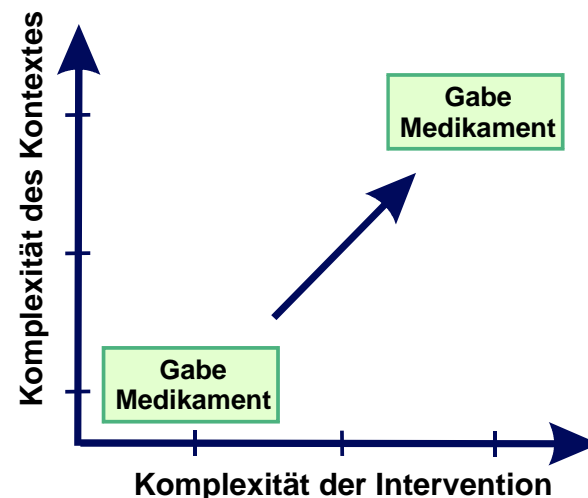 Komplexität des Kontextes
Gabe
Medikament
Gabe
Medikament
Komplexität der Intervention